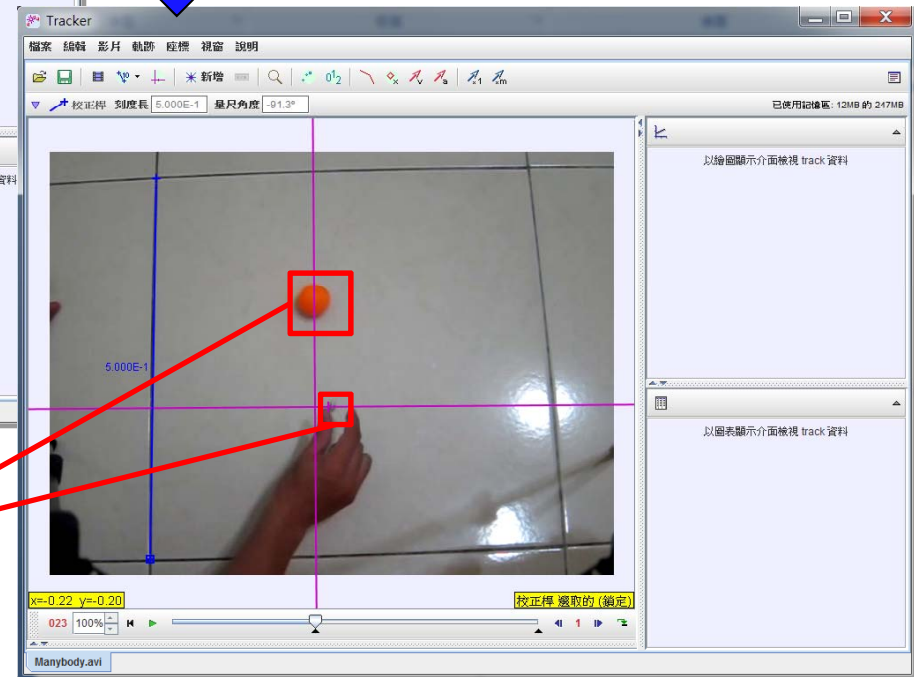 Tracker
檔案 編輯 影片 軌跡 座標 視窗 說明
新增
校正桿 刻度長 5.000E-1 量尺角度 -91.3°
已使用記憶區: 12MB 的 247MB
資料
以繪圖顯示介面檢視 track 資料
5.000E-1
以圖表顯示介面檢視 track 資料
x=-0.22 y=-0.20
校正桿 選取的 (鎖定)
023 100% 1
Manybody.avi